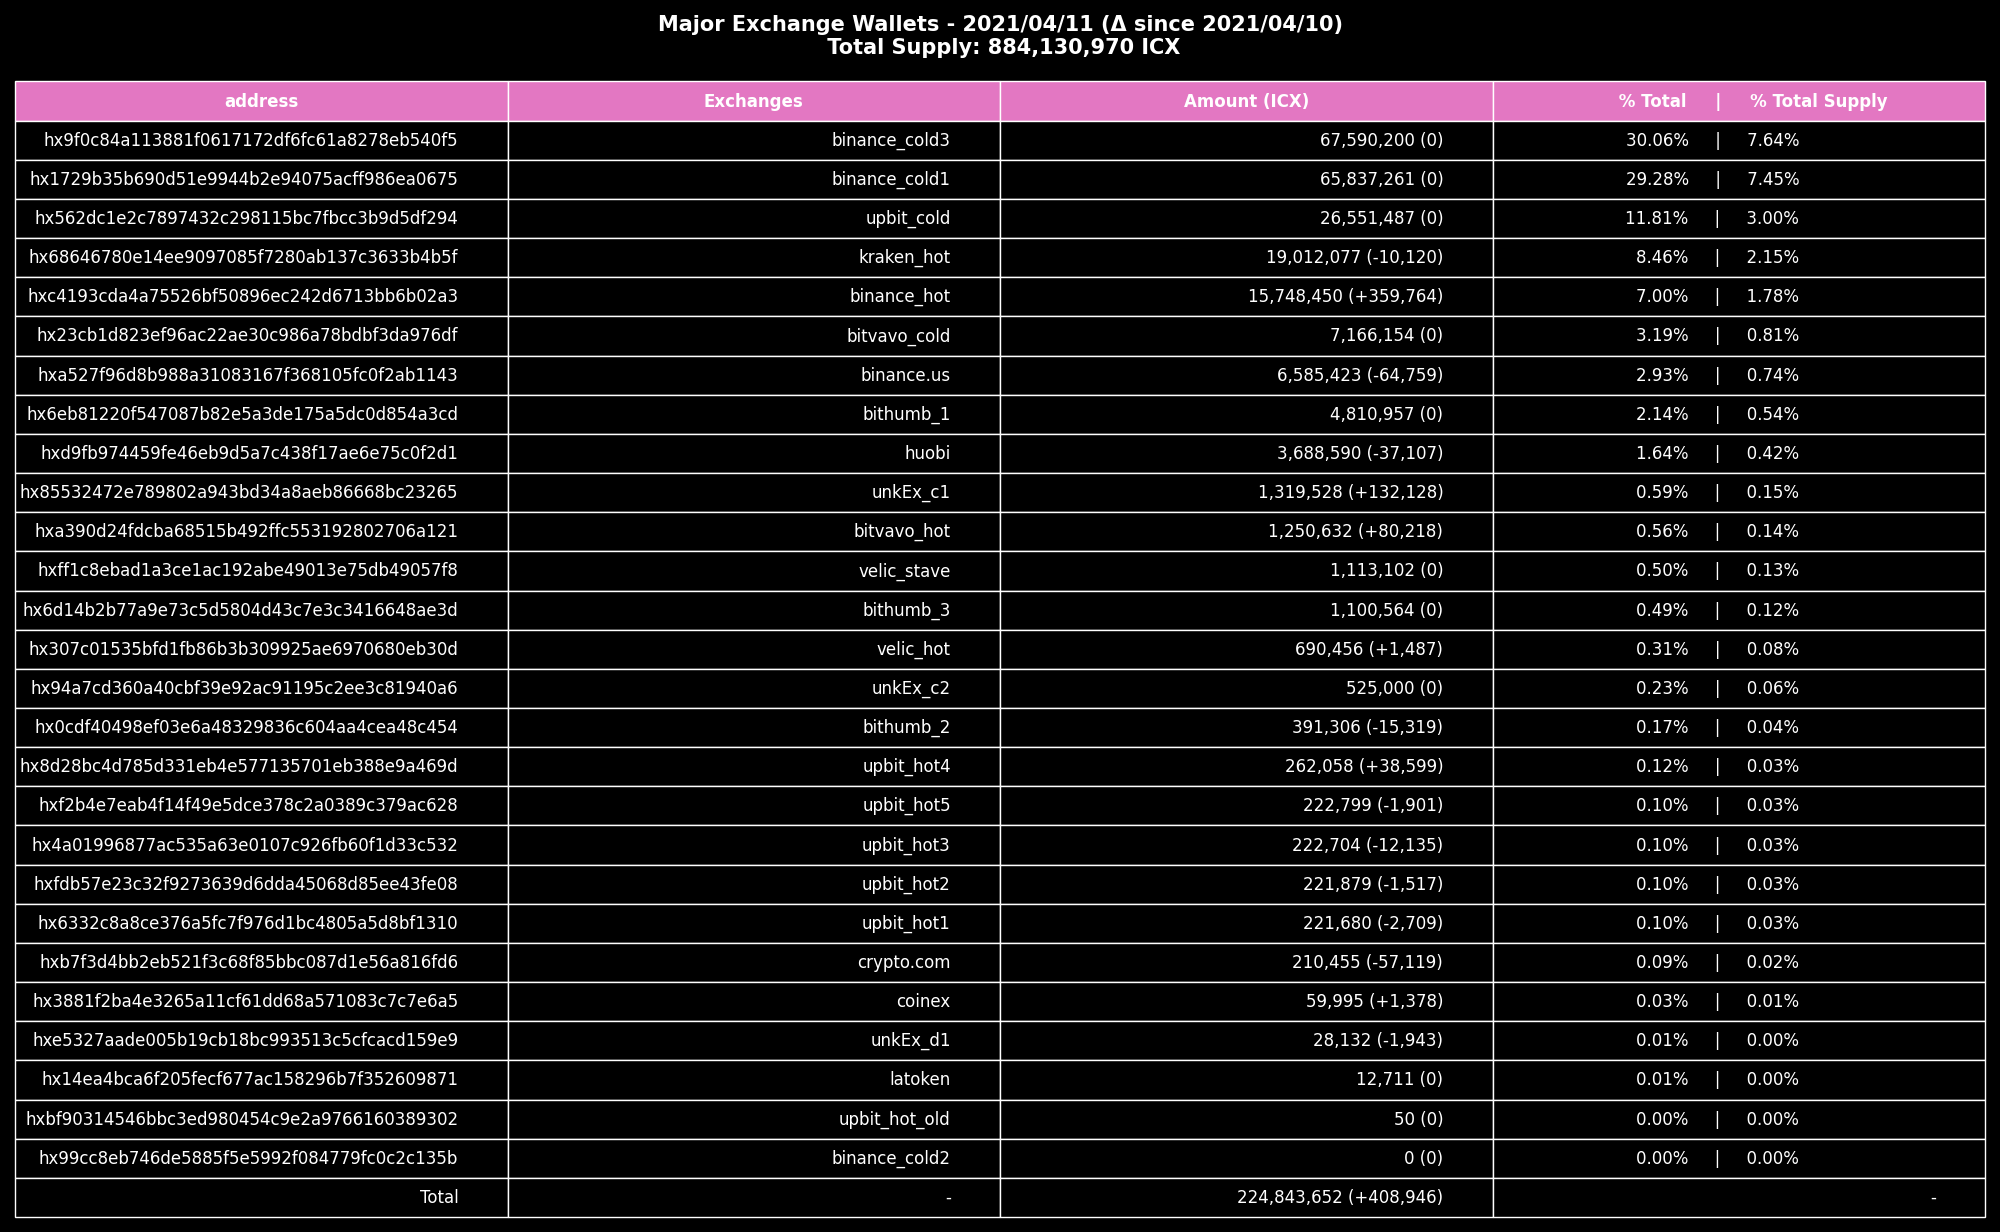 Major Exchange Wallets - 2021/04/11 (Δ since 2021/04/10)
Total Supply: 884,130,970 ICX
address Exchanges Amount (ICX) % Total | % Total Supply
hx9f0c84a113881f0617172df6fc61a8278eb540f5 binance_cold3 67,590,200 (0) 30.06% | 7.64%
hx1729b35b690d51e9944b2e94075acff986ea0675 binance_cold1 65,837,261 (0) 29.28% | 7.45%
hx562dc1e2c7897432c298115bc7fbcc3b9d5df294 upbit_cold 26,551,487 (0) 11.81% | 3.00%
hx68646780e14ee9097085f7280ab137c3633b4b5f kraken_hot 19,012,077 (-10,120) 8.46% | 2.15%
hxc4193cda4a75526bf50896ec242d6713bb6b02a3 binance_hot 15,748,450 (+359,764) 7.00% | 1.78%
hx23cb1d823ef96ac22ae30c986a78bdbf3da976df bitvavo_cold 7,166,154 (0) 3.19% | 0.81%
hxa527f96d8b988a31083167f368105fc0f2ab1143 binance.us 6,585,423 (-64,759) 2.93% | 0.74%
hx6eb81220f547087b82e5a3de175a5dc0d854a3cd bithumb_1 4,810,957 (0) 2.14% | 0.54%
hxd9fb974459fe46eb9d5a7c438f17ae6e75c0f2d1 huobi 3,688,590 (-37,107) 1.64% | 0.42%
hx85532472e789802a943bd34a8aeb86668bc23265 unkEx_c1 1,319,528 (+132,128) 0.59% | 0.15%
hxa390d24fdcba68515b492ffc553192802706a121 bitvavo_hot 1,250,632 (+80,218) 0.56% | 0.14%
hxff1c8ebad1a3ce1ac192abe49013e75db49057f8 velic_stave 1,113,102 (0) 0.50% | 0.13%
hx6d14b2b77a9e73c5d5804d43c7e3c3416648ae3d bithumb_3 1,100,564 (0) 0.49% | 0.12%
hx307c01535bfd1fb86b3b309925ae6970680eb30d velic_hot 690,456 (+1,487) 0.31% | 0.08%
hx94a7cd360a40cbf39e92ac91195c2ee3c81940a6 unkEx_c2 525,000 (0) 0.23% | 0.06%
hx0cdf40498ef03e6a48329836c604aa4cea48c454 bithumb_2 391,306 (-15,319) 0.17% | 0.04%
hx8d28bc4d785d331eb4e577135701eb388e9a469d upbit_hot4 262,058 (+38,599) 0.12% | 0.03%
hxf2b4e7eab4f14f49e5dce378c2a0389c379ac628 upbit_hot5 222,799 (-1,901) 0.10% | 0.03%
hx4a01996877ac535a63e0107c926fb60f1d33c532 upbit_hot3 222,704 (-12,135) 0.10% | 0.03%
hxfdb57e23c32f9273639d6dda45068d85ee43fe08 upbit_hot2 221,879 (-1,517) 0.10% | 0.03%
hx6332c8a8ce376a5fc7f976d1bc4805a5d8bf1310 upbit_hot1 221,680 (-2,709) 0.10% | 0.03%
hxb7f3d4bb2eb521f3c68f85bbc087d1e56a816fd6 crypto.com 210,455 (-57,119) 0.09% | 0.02%
hx3881f2ba4e3265a11cf61dd68a571083c7c7e6a5 coinex 59,995 (+1,378) 0.03% | 0.01%
hxe5327aade005b19cb18bc993513c5cfcacd159e9 unkEx_d1 28,132 (-1,943) 0.01% | 0.00%
hx14ea4bca6f205fecf677ac158296b7f352609871 latoken 12,711 (0) 0.01% | 0.00%
hxbf90314546bbc3ed980454c9e2a9766160389302 upbit_hot_old 50 (0) 0.00% | 0.00%
hx99cc8eb746de5885f5e5992f084779fc0c2c135b binance_cold2 0 (0) 0.00% | 0.00%
Total - 224,843,652 (+408,946) -